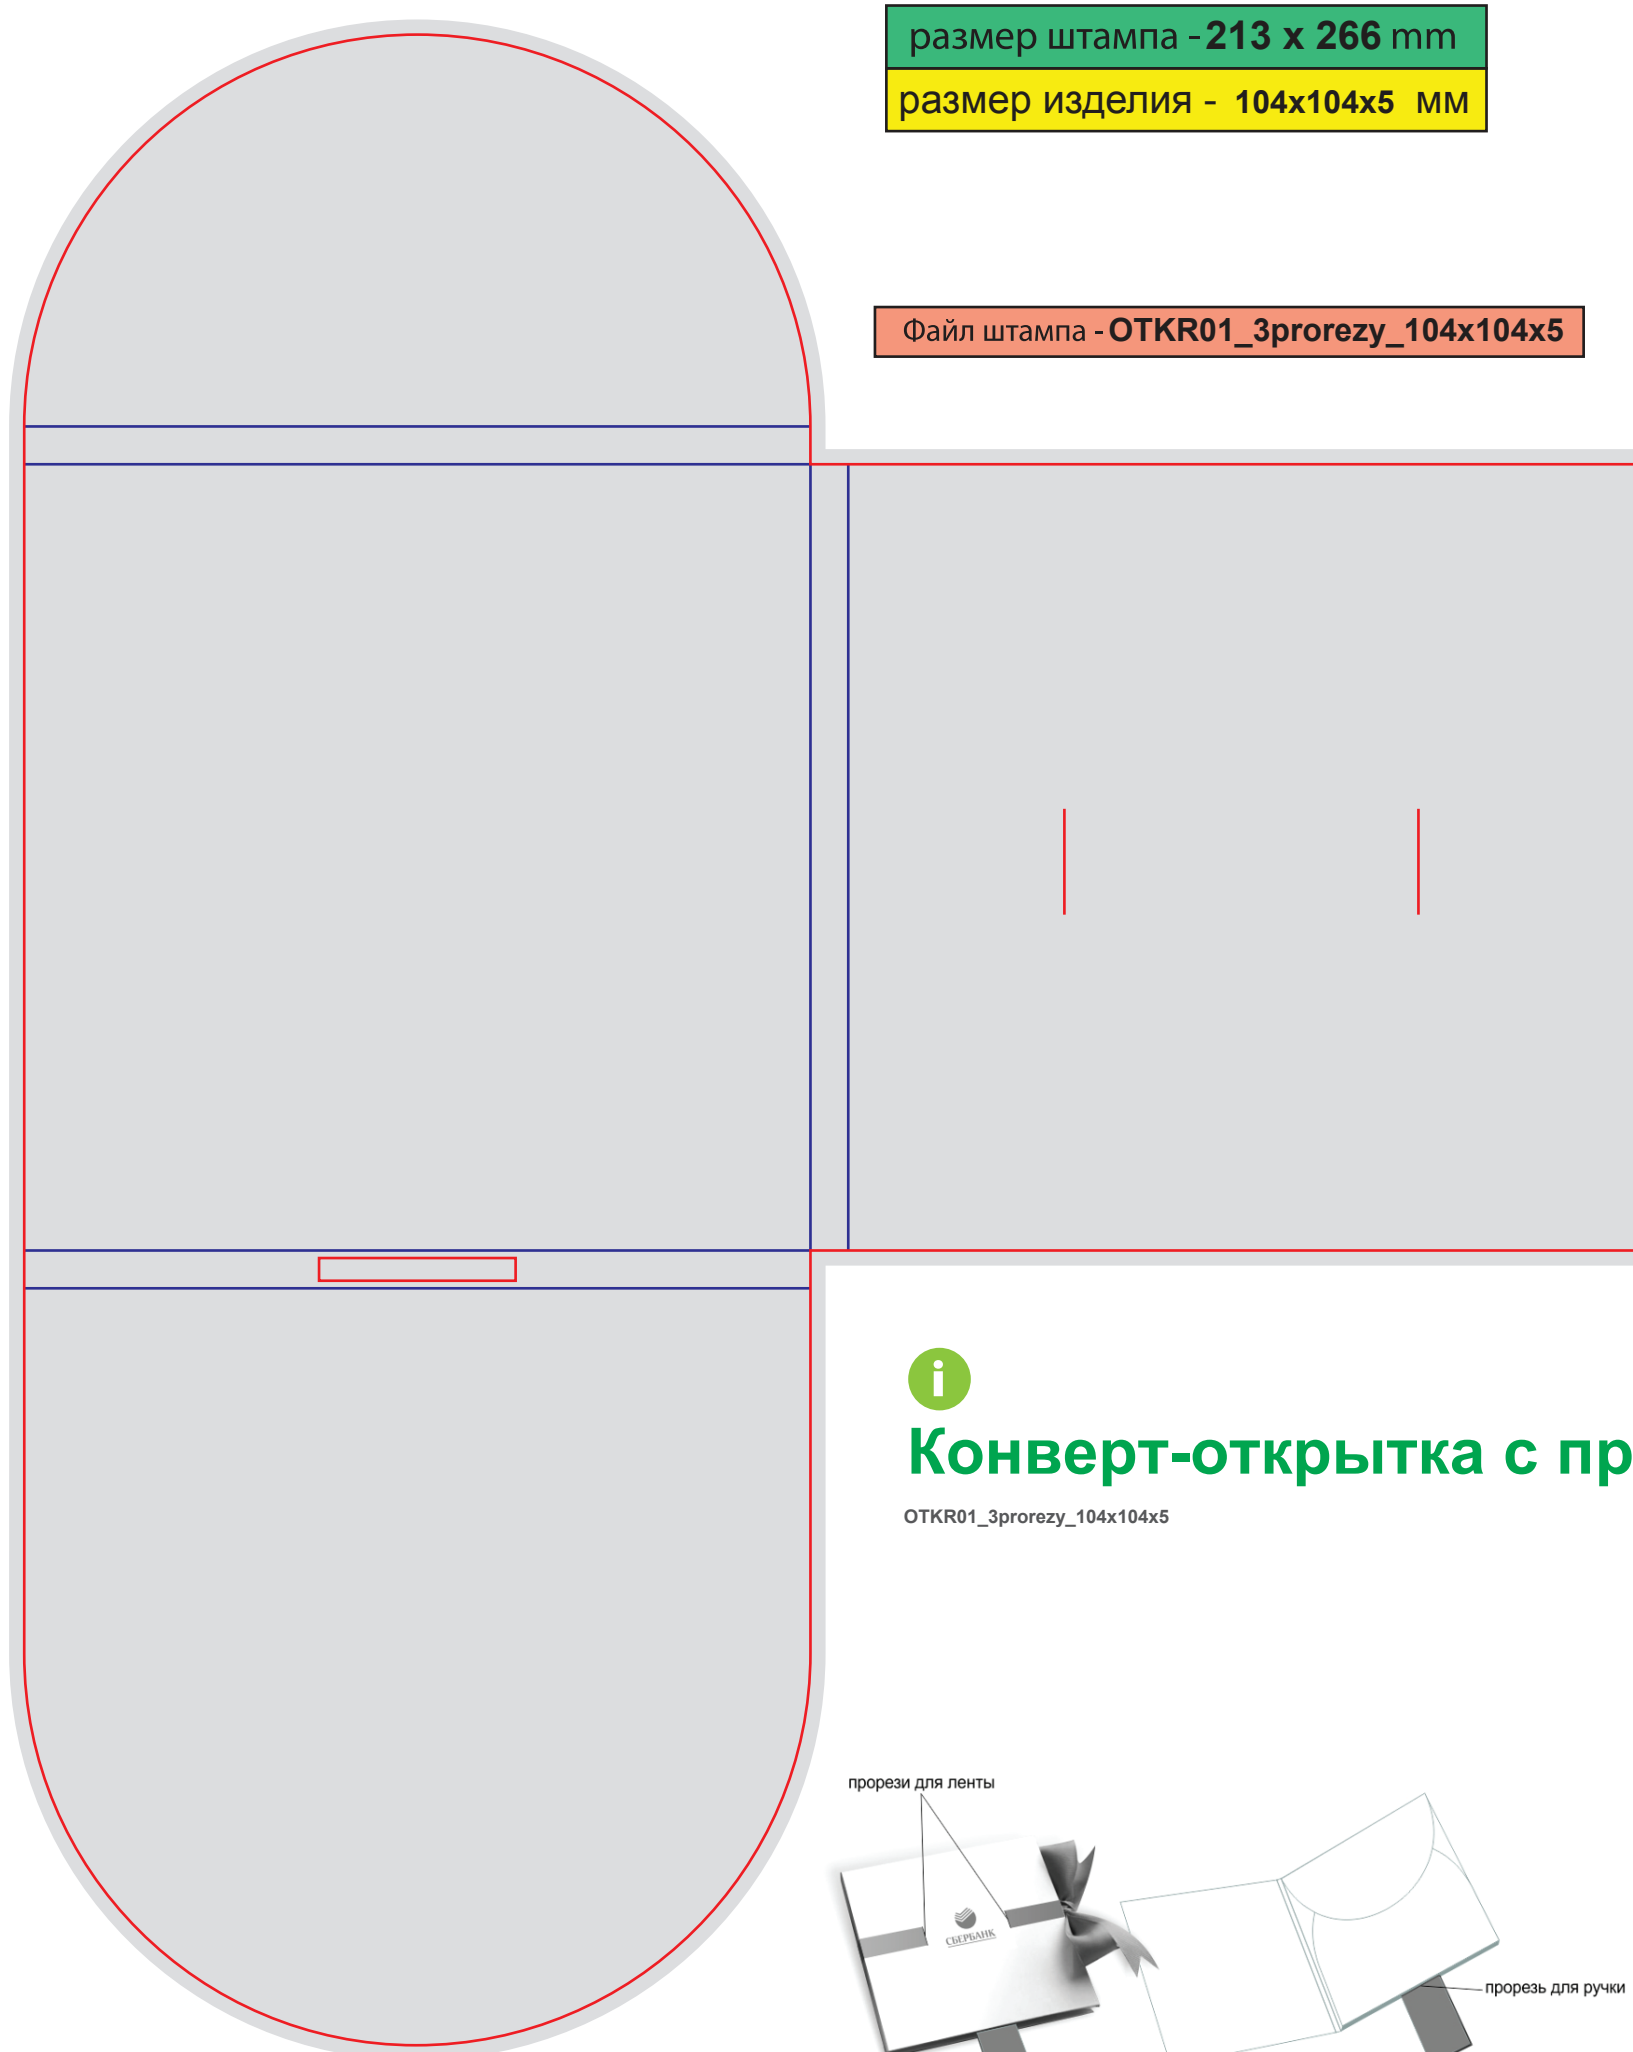 размер штампа - 213 x 266 mm
размер изделия - 104x104x5 мм
Файл штампа - OTKR01_3prorezy_104x104x5
i
Конверт-открытка с пр
OTKR01_3prorezy_104x104x5
прорези для ленты
СБЕРБАНК
прорезь для ручки